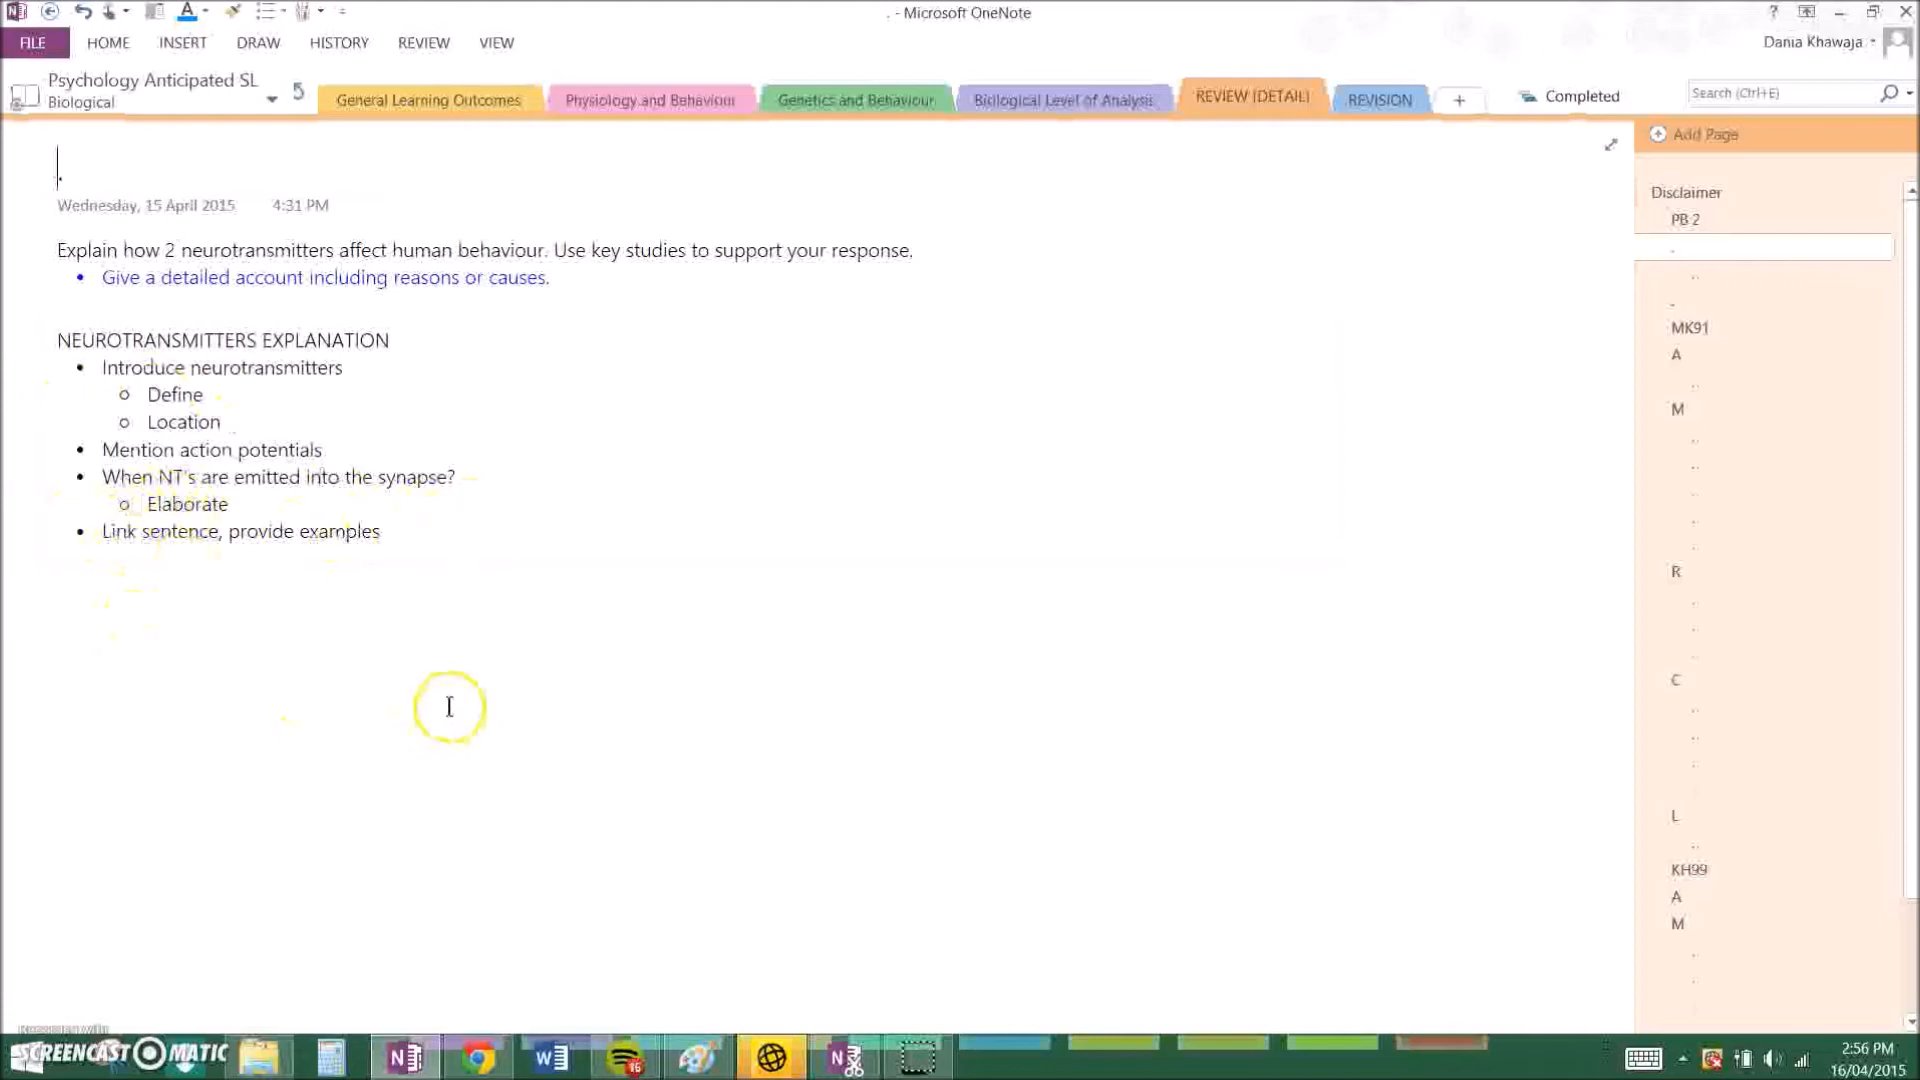 . - Microsoft OneNote
FILE HOME INSERT DRAW HISTORY REVIEW VIEW
Dania Khawaja
Psychology Anticipated SL
Biological
General Learning Outcomes
Physiology and Behaviour
Genetics and Behaviour
Biological Level of Analysis
REVIEW (DETAIL)
REVISION
+
Completed
Search (Ctrl+E)
Add Page
.
Wednesday, 15 April 2015 4:31 PM
Explain how 2 neurotransmitters affect human behaviour. Use key studies to support your response.
• Give a detailed account including reasons or causes.
NEUROTRANSMITTERS EXPLANATION
• Introduce neurotransmitters
o Define
o Location
• Mention action potentials
• When NT's are emitted into the synapse?
o Elaborate
• Link sentence, provide examples
Disclaimer
PB 2
.
..
.
MK91
A
..
M
..
..
..
..
..
R
..
..
..
C
..
..
..
L
..
KH99
A
M
..
..
SCREENCAST MATIC
16
2:56 PM
16/04/2015